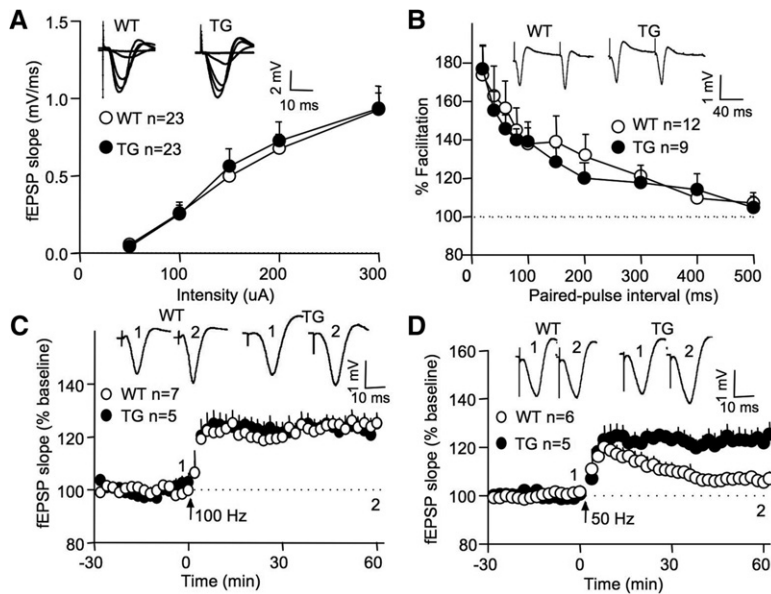 A
WT
TG
2 mV
10 ms
WT n=23
TG n=23
fEPSP slope (mV/ms)
1.5
1.0
0.5
0.0
0
100
200
300
Intensity (uA)
B
WT
TG
1 mV
40 ms
WT n=12
TG n=9
% Facilitation
180
160
140
120
100
80
0
100
200
300
400
500
Paired-pulse interval (ms)
C
WT
TG
1
2
1
2
1 mV
10 ms
WT n=7
TG n=5
fEPSP slope (% baseline)
140
120
100
80
1
2
100 Hz
-30
0
30
60
Time (min)
D
WT
TG
1
2
1
2
1 mV
10 ms
WT n=6
TG n=5
fEPSP slope (% baseline)
160
140
120
100
80
1
2
50 Hz
-30
0
30
60
Time (min)